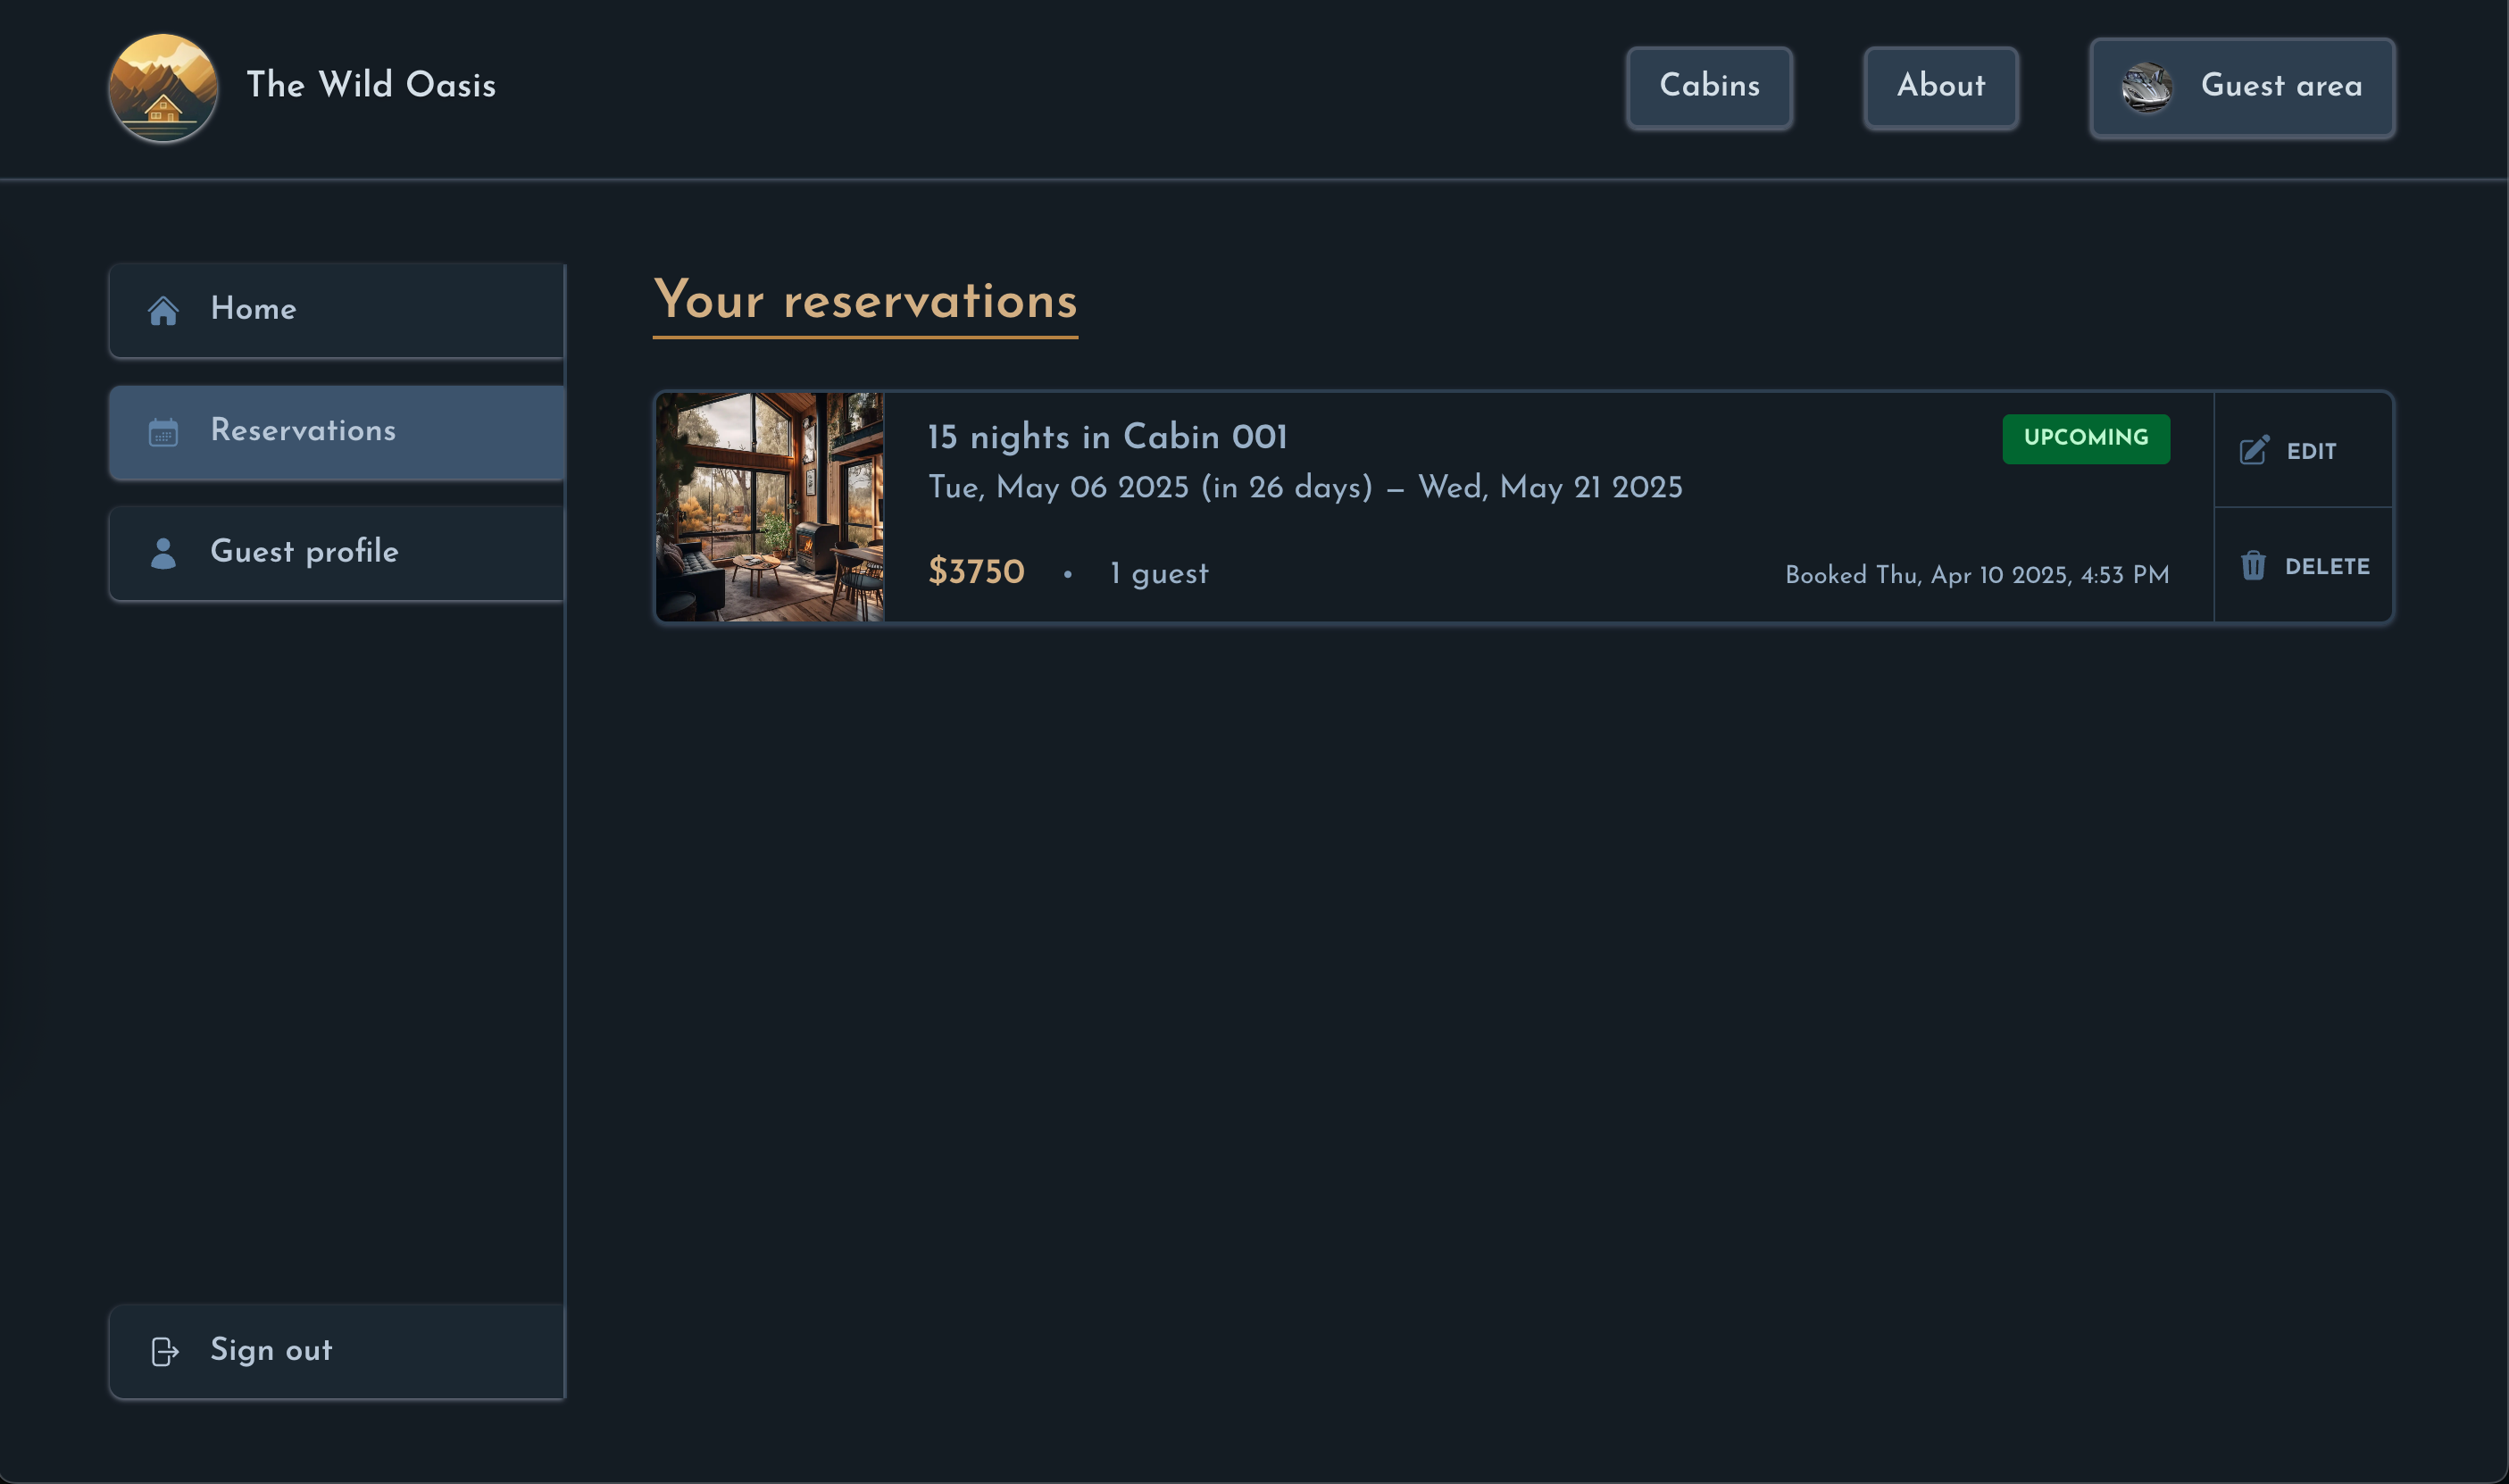 The Wild Oasis
Cabins
About
Guest area
Home
Reservations
Guest profile
Sign out
Your reservations
15 nights in Cabin 001
UPCOMING
Tue, May 06 2025 (in 26 days) – Wed, May 21 2025
$3750 • 1 guest
Booked Thu, Apr 10 2025, 4:53 PM
EDIT
DELETE